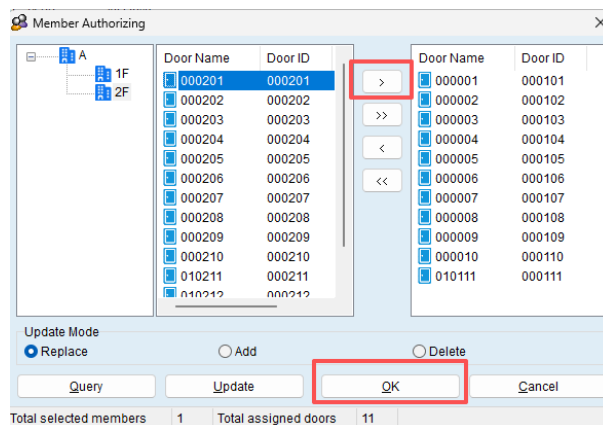 Member Authorizing
A
1F
2F
Door Name Door ID
000201 000201
000202 000202
000203 000203
000204 000204
000205 000205
000206 000206
000207 000207
000208 000208
000209 000209
000210 000210
010211 000211
010212 000212
>
>>
<
<<
Door Name Door ID
000001 000101
000002 000102
000003 000103
000004 000104
000005 000105
000006 000106
000007 000107
000008 000108
000009 000109
000010 000110
010111 000111
Update Mode
Replace Add Delete
Query Update OK Cancel
Total selected members 1 Total assigned doors 11